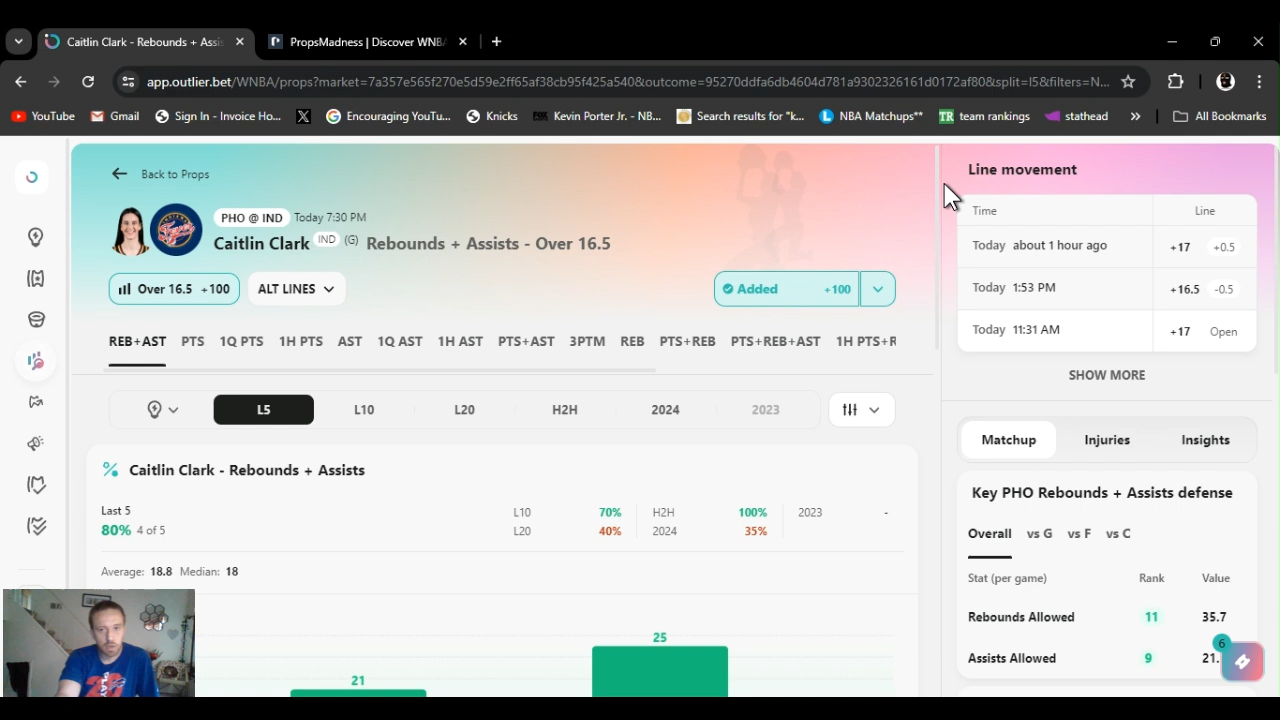 Caitlin Clark - Rebounds + Assis
PropsMadness | Discover WNB
app.outlier.bet/WNBA/props?market=7a357e565f270e5d59e2ff65af38cb95f425a540&outcome=95270ddfa6db4604d781a9302326161d0172af80&split=l5&filters=N...
YouTube
Gmail
Sign In - Invoice Ho...
Encouraging YouTu...
Knicks
Kevin Porter Jr. - NB...
Search results for "k...
NBA Matchups**
TR team rankings
stathead
All Bookmarks
Back to Props
PHO @ IND Today 7:30 PM
Caitlin Clark IND (G) Rebounds + Assists - Over 16.5
Over 16.5 +100
ALT LINES
Added +100
REB+AST PTS 1Q PTS 1H PTS AST 1Q AST 1H AST PTS+AST 3PTM REB PTS+REB PTS+REB+AST 1H PTS+R
L5 L10 L20 H2H 2024 2023
% Caitlin Clark - Rebounds + Assists
Last 5
80% 4 of 5
L10 70% H2H 100% 2023 -
L20 40% 2024 35%
Average: 18.8 Median: 18
21
25
Line movement
Time Line
Today about 1 hour ago +17 +0.5
Today 1:53 PM +16.5 -0.5
Today 11:31 AM +17 Open
SHOW MORE
Matchup Injuries Insights
Key PHO Rebounds + Assists defense
Overall vs G vs F vs C
Stat (per game) Rank Value
Rebounds Allowed 11 35.7
Assists Allowed 9 21.
6